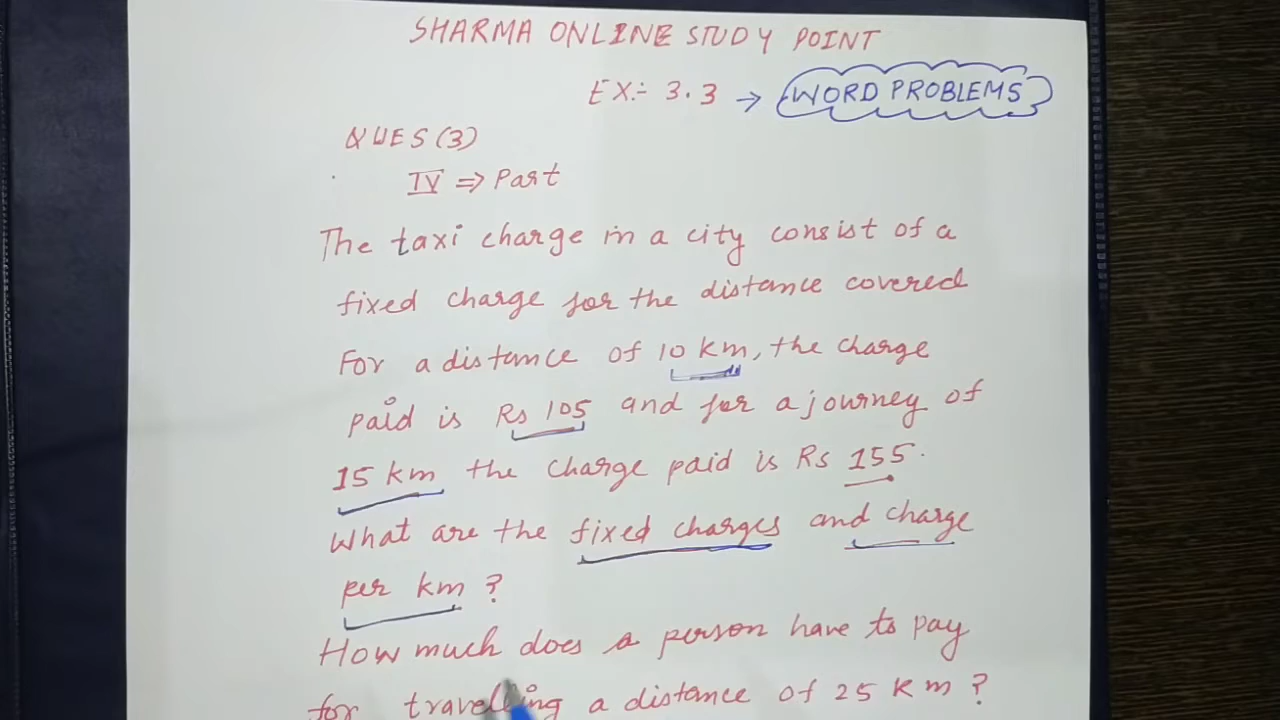 SHARMA ONLINE STUDY POINT
EX:- 3.3 → WORD PROBLEMS
QUES (3)
IV ⇒ Part
The taxi charge in a city consist of a
fixed charge for the distance covered
For a distance of 10 km, the charge
paid is Rs 105 and for a journey of
15 km the charge paid is Rs 155.
What are the fixed charges and charge
per km?
How much does a person have to pay
for travelling a distance of 25 km?